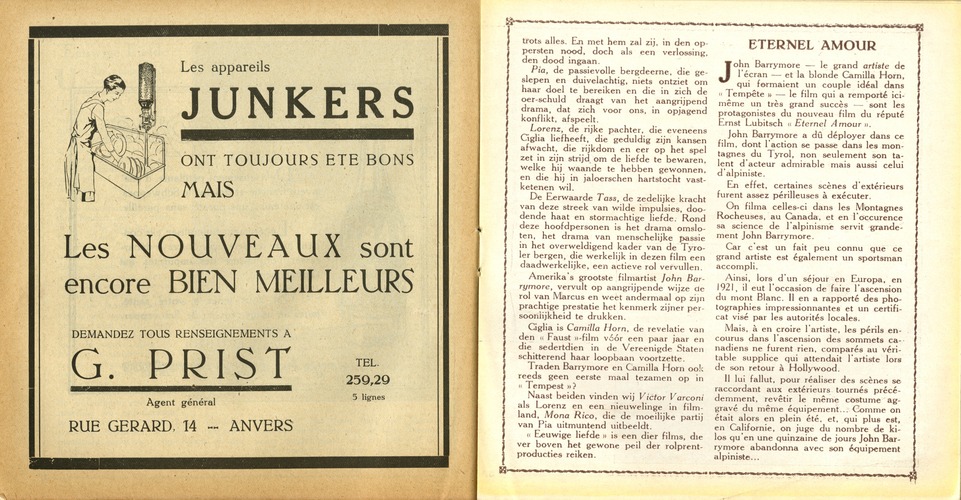 Les appareils
JUNKERS
ONT TOUJOURS ETE BONS
MAIS
Les NOUVEAUX sont
encore BIEN MEILLEURS
DEMANDEZ TOUS RENSEIGNEMENTS A
G. PRIST
TEL.
259,29
5 lignes
Agent général
RUE GERARD. 14 -- ANVERS
trots alles. En met hem zal zij, in den op-
persten nood, doch als een verlossing,
den dood ingaan.
Pia, de passievolle bergdeerne, die ge-
slepen en duivelachtig, niets ontziet om
haar doel te bereiken en die in zich de
oer-schuld draagt van het aangrijpend
drama, dat zich voor ons, in opjagend
konflikt, afspeelt.
Lorenz, de rijke pachter, die eveneens
Ciglia liefheeft, die geduldig zijn kansen
afwacht, die rijkdom en eer op het spel
zet in zijn strijd om de liefde te bewaren,
welke hij waande te hebben gewonnen,
en die hij in jaloerschen hartstocht vast-
ketenen wil.
De Eerwaarde Tass, de zedelijke kracht
van deze streek van wilde impulsies, doo-
dende haat en stormachtige liefde. Rond
deze hoofdpersonen is het drama omslo-
ten, het drama van menschelijke passie
in het overweldigend kader van de Tyro-
ler bergen, die werkelijk in dezen film een
daadwerkelijke, een actieve rol vervullen.
Amerika's grootste filmartist John Bar-
rymore, vervult op aangrijpende wijze de
rol van Marcus en weet andermaal op zijn
prachtige prestatie het kenmerk zijner per-
soonlijkheid te drukken.
Ciglia is Camilla Horn, de revelatie van
den « Faust »-film vóór een paar jaar en
die sedertdien in de Vereenigde Staten
schitterend haar loopbaan voortzette.
Traden Barrymore en Camilla Horn ook
reeds geen eerste maal tezamen op in
« Tempest »?
Naast beiden vinden wij Victor Varconi
als Lorenz en een nieuwelinge in film-
land, Mona Rico, die de moeilijke partij
van Pia uitmuntend uitbeeldt.
« Eeuwige liefde » is een dier films, die
ver boven het gewone peil der rolprent-
producties reiken.
ETERNEL AMOUR
John Barrymore — le grand artiste de
l'écran — et la blonde Camilla Horn,
qui formaient un couple idéal dans
« Tempête » — le film qui a remporté ici-
même un très grand succès — sont les
protagonistes du nouveau film du réputé
Ernst Lubitsch « Eternel Amour ».
John Barrymore a dû déployer dans ce
film, dont l'action se passe dans les mon-
tagnes du Tyrol, non seulement son ta-
lent d'acteur admirable mais aussi celui
d'alpiniste.
En effet, certaines scènes d'extérieurs
furent assez périlleuses à exécuter.
On filma celles-ci dans les Montagnes
Rocheuses, au Canada, et en l'occurence
sa science de l'alpinisme servit grande-
ment John Barrymore.
Car c'est un fait peu connu que ce
grand artiste est également un sportsman
accompli.
Ainsi, lors d'un séjour en Europa, en
1921, il eut l'occasion de faire l'ascension
du mont Blanc. Il en a rapporté des pho-
tographies impressionnantes et un certifi-
cat visé par les autorités locales.
Mais, à en croire l'artiste, les périls en-
courus dans l'ascension des sommets ca-
nadiens ne furent rien, comparés au véri-
table supplice qui attendait l'artiste lors
de son retour à Hollywood.
Il lui fallut, pour réaliser des scènes se
raccordant aux extérieurs tournés précé-
demment, revêtir le même costume ag-
gravé du même équipement... Comme on
était alors en plein été, et, qui plus est,
en Californie, on juge du nombre de ki-
los qu'en une quinzaine de jours John Bar-
rymore abandonna avec son équipement
alpiniste...